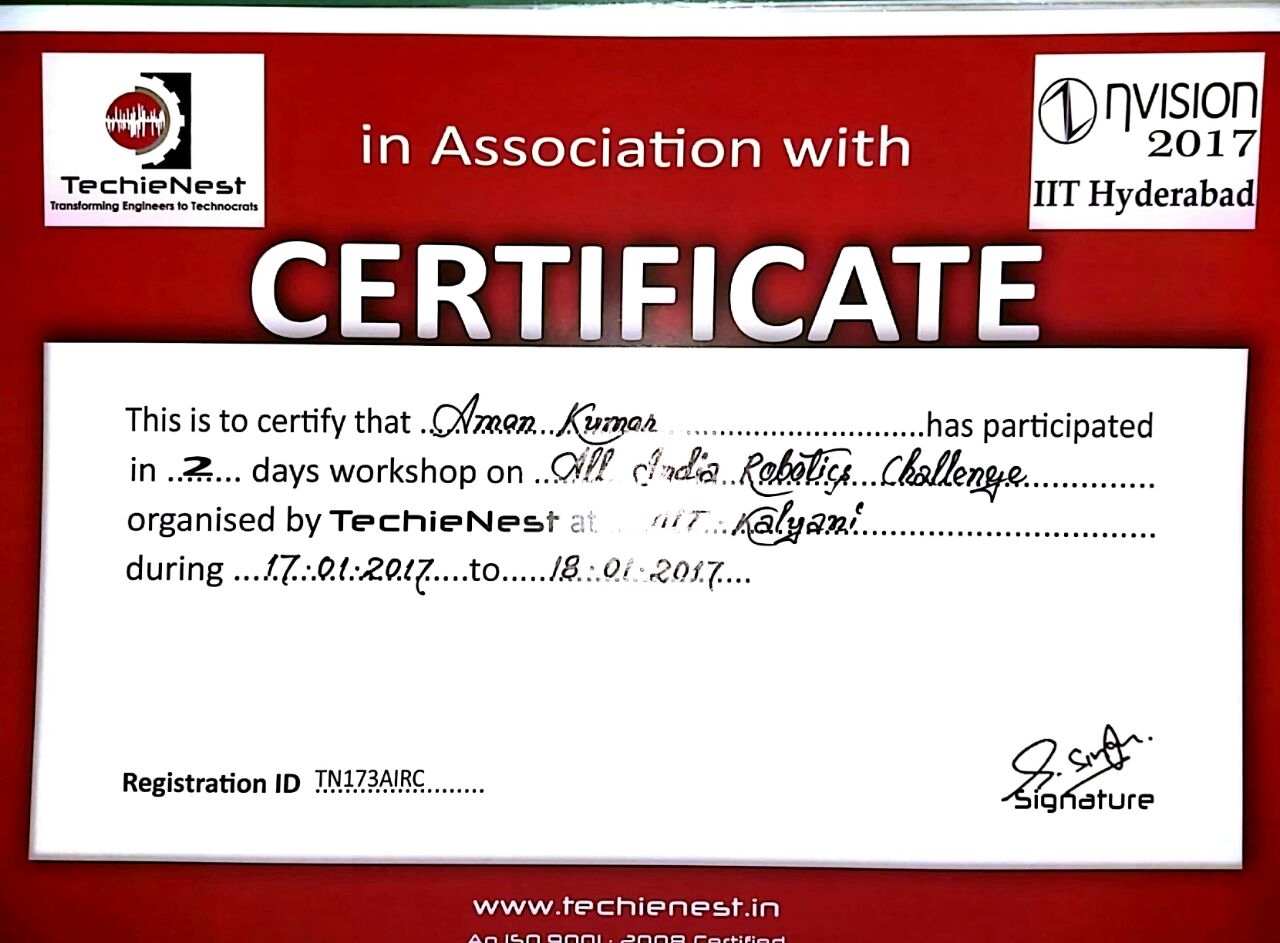 TechieNest
Transforming Engineers to Technocrats
in Association with
ηVISION
2017
IIT Hyderabad
CERTIFICATE
This is to certify that Aman Kumar has participated
in 2 days workshop on All India Robotics Challenge
organised by TechieNest at Kalyani
during 17.01.2017 to 18.01.2017
Registration ID TN173AIRC
S. Singh
Signature
www.techienest.in
An ISO 9001 : 2008 Certified